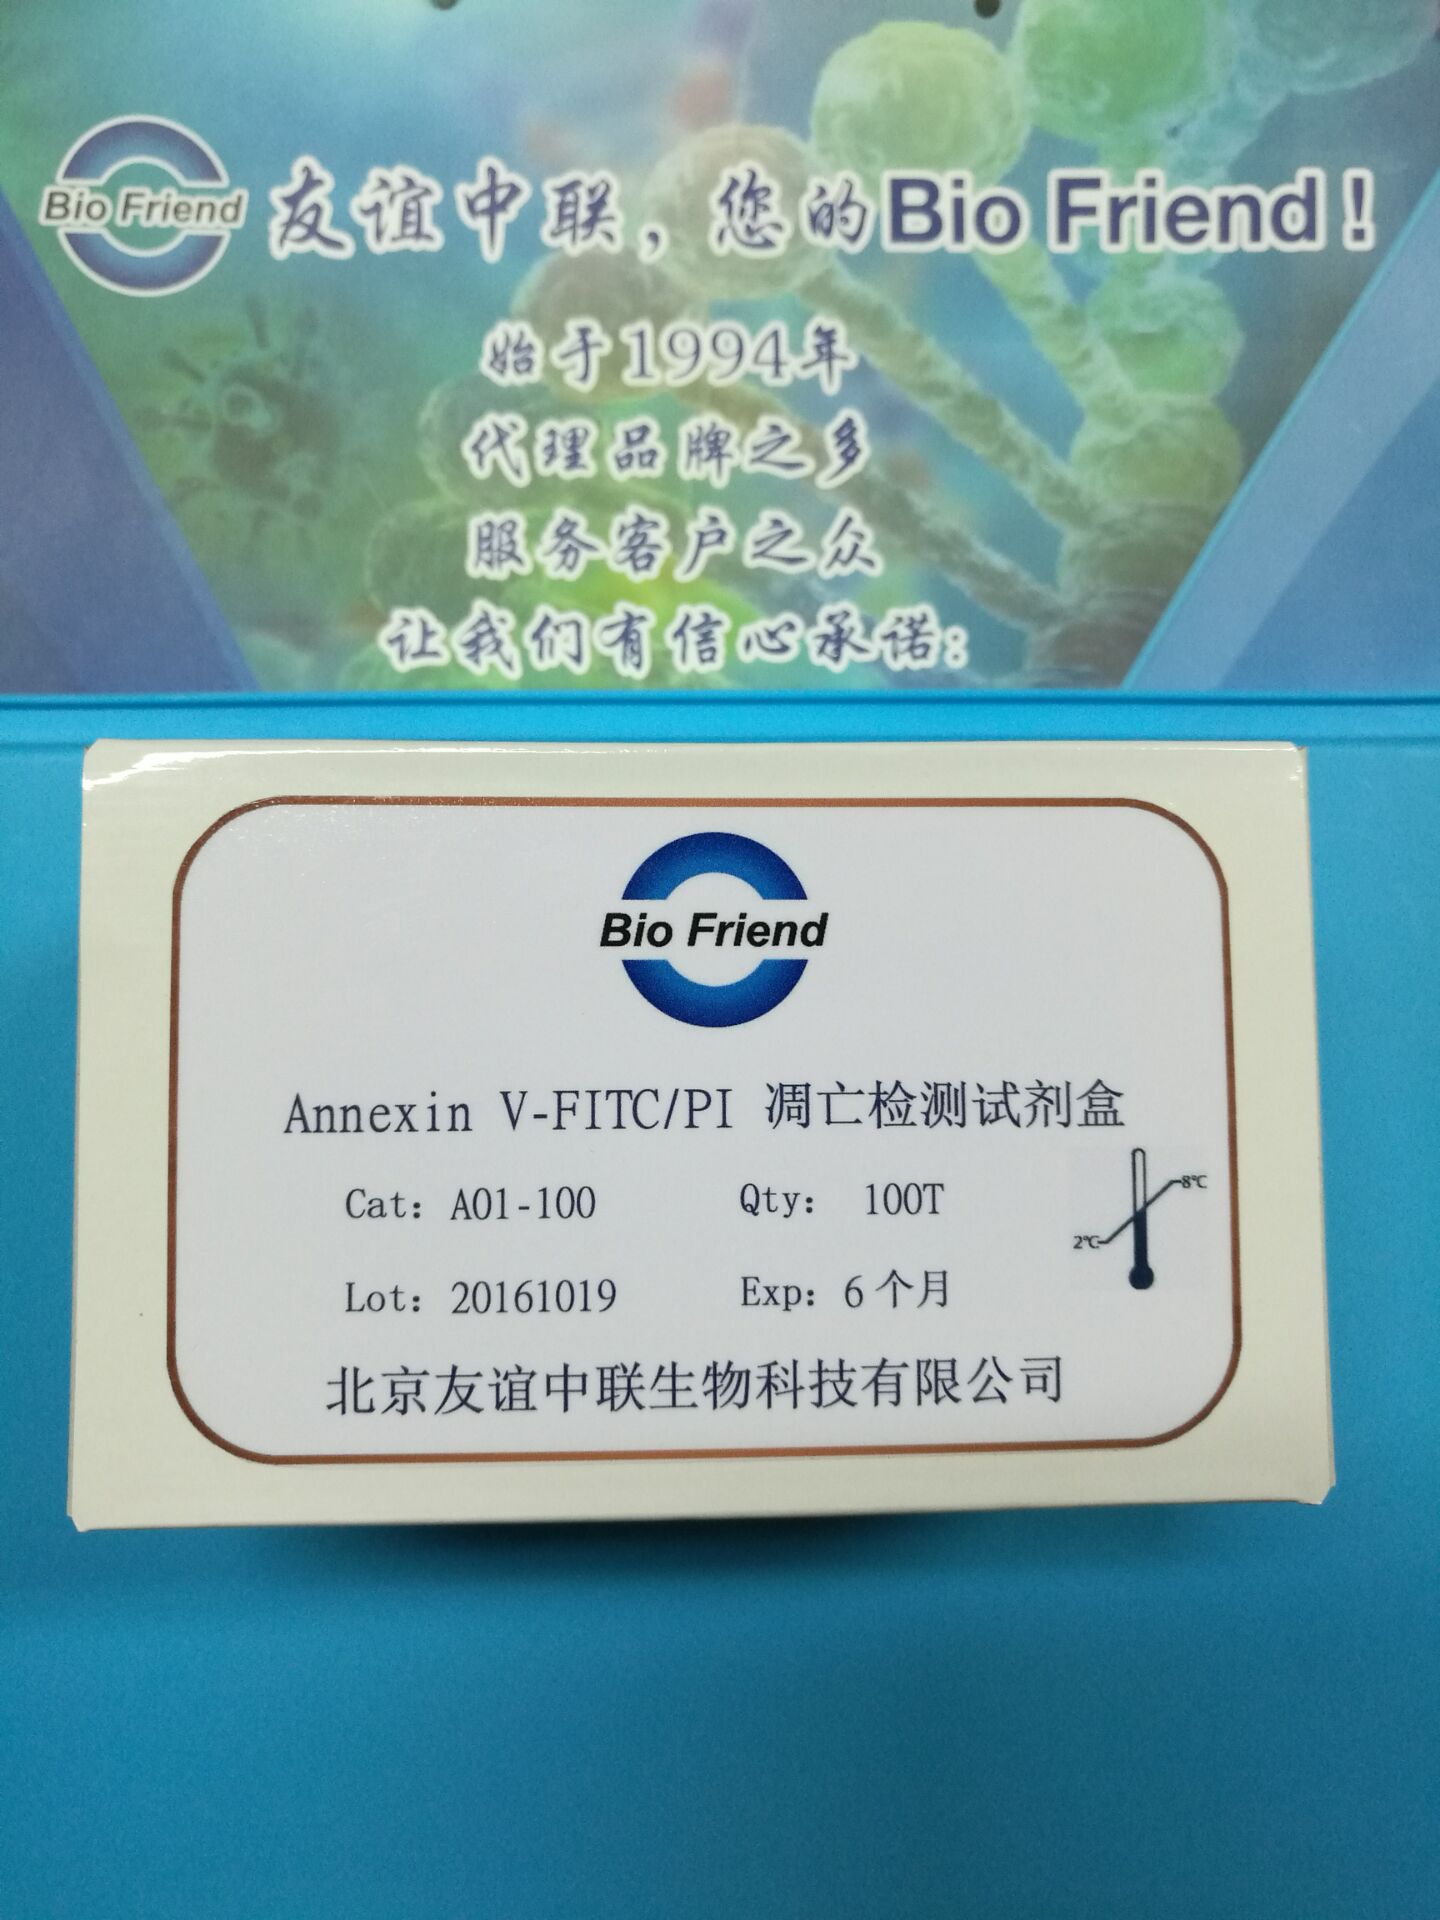 Bio Friend 友谊中联，您的Bio Friend！
始于1994年
代理品牌之多
服务客户之众
让我们有信心承诺：
Bio Friend
Annexin V-FITC/PI 凋亡检测试剂盒
Cat: A01-100 Qty: 100T
2℃ 8℃
Lot: 20161019 Exp: 6个月
北京友谊中联生物科技有限公司